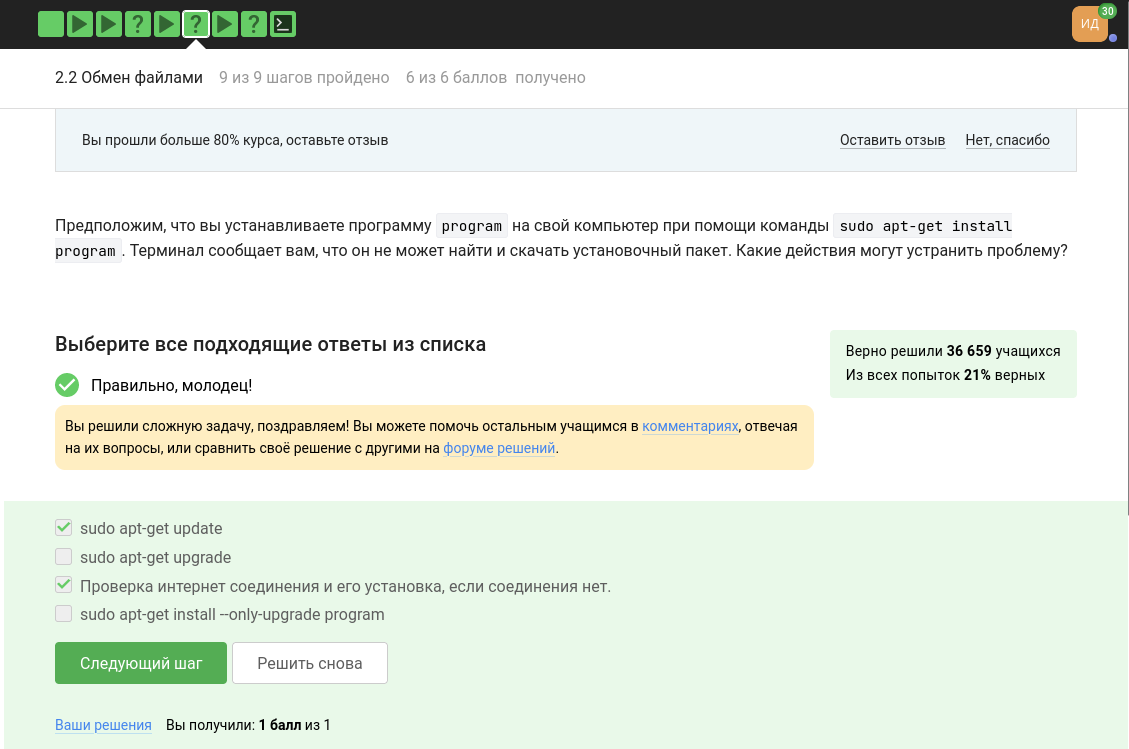 ? ? ?
ИД 30
2.2 Обмен файлами 9 из 9 шагов пройдено 6 из 6 баллов получено
Вы прошли больше 80% курса, оставьте отзыв Оставить отзыв Нет, спасибо
Предположим, что вы устанавливаете программу program на свой компьютер при помощи команды sudo apt-get install
program . Терминал сообщает вам, что он не может найти и скачать установочный пакет. Какие действия могут устранить проблему?
Выберите все подходящие ответы из списка
Верно решили 36 659 учащихся
Из всех попыток 21% верных
Правильно, молодец!
Вы решили сложную задачу, поздравляем! Вы можете помочь остальным учащимся в комментариях, отвечая
на их вопросы, или сравнить своё решение с другими на форуме решений.
sudo apt-get update
sudo apt-get upgrade
Проверка интернет соединения и его установка, если соединения нет.
sudo apt-get install --only-upgrade program
Следующий шаг Решить снова
Ваши решения Вы получили: 1 балл из 1